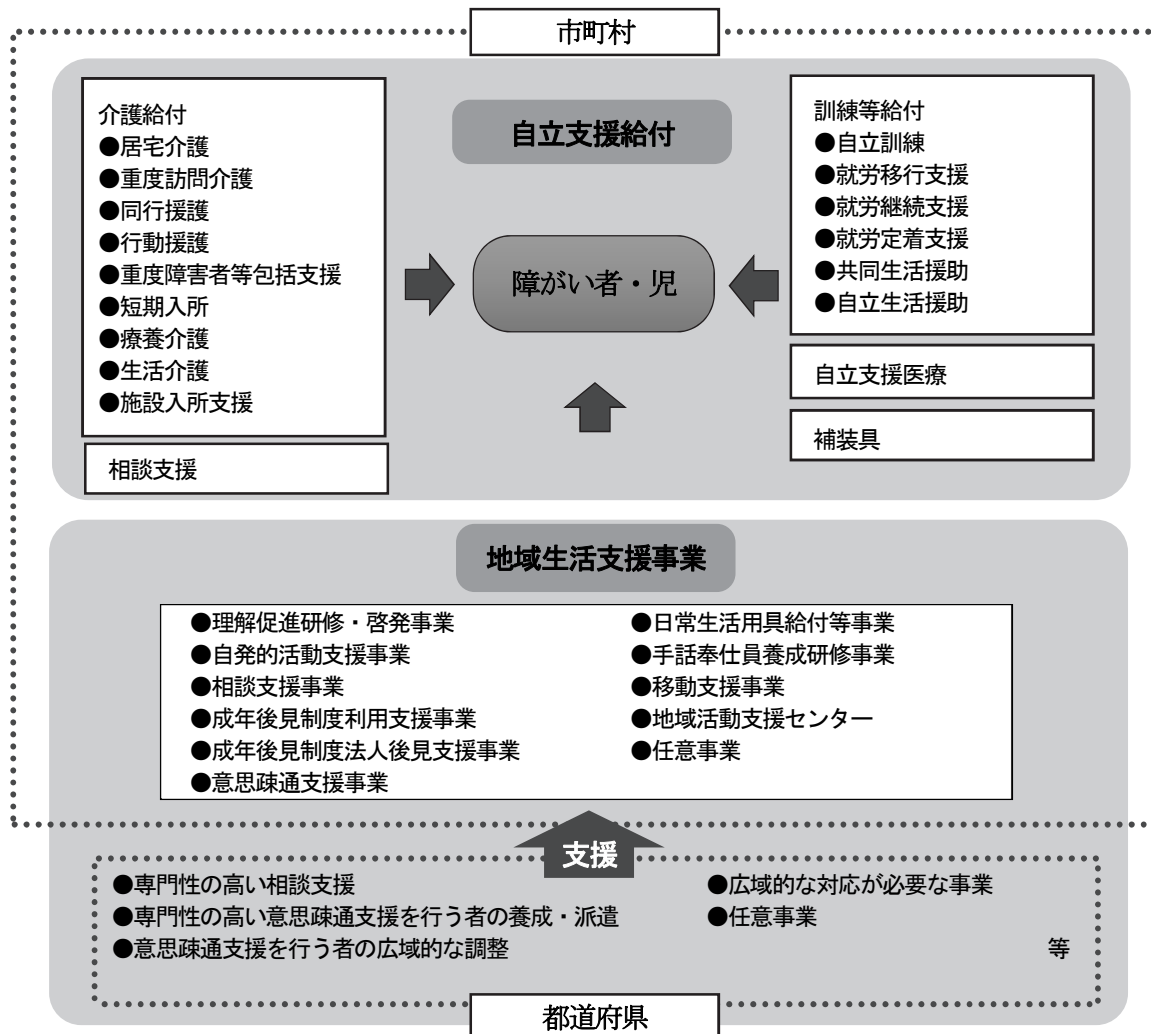 市町村
自立支援給付
介護給付
●居宅介護
●重度訪問介護
●同行援護
●行動援護
●重度障害者等包括支援
●短期入所
●療養介護
●生活介護
●施設入所支援
相談支援
障がい者・児
訓練等給付
●自立訓練
●就労移行支援
●就労継続支援
●就労定着支援
●共同生活援助
●自立生活援助
自立支援医療
補装具
地域生活支援事業
●理解促進研修・啓発事業
●自発的活動支援事業
●相談支援事業
●成年後見制度利用支援事業
●成年後見制度法人後見支援事業
●意思疎通支援事業
●日常生活用具給付等事業
●手話奉仕員養成研修事業
●移動支援事業
●地域活動支援センター
●任意事業
支援
●専門性の高い相談支援
●専門性の高い意思疎通支援を行う者の養成・派遣
●意思疎通支援を行う者の広域的な調整
●広域的な対応が必要な事業
●任意事業
等
都道府県